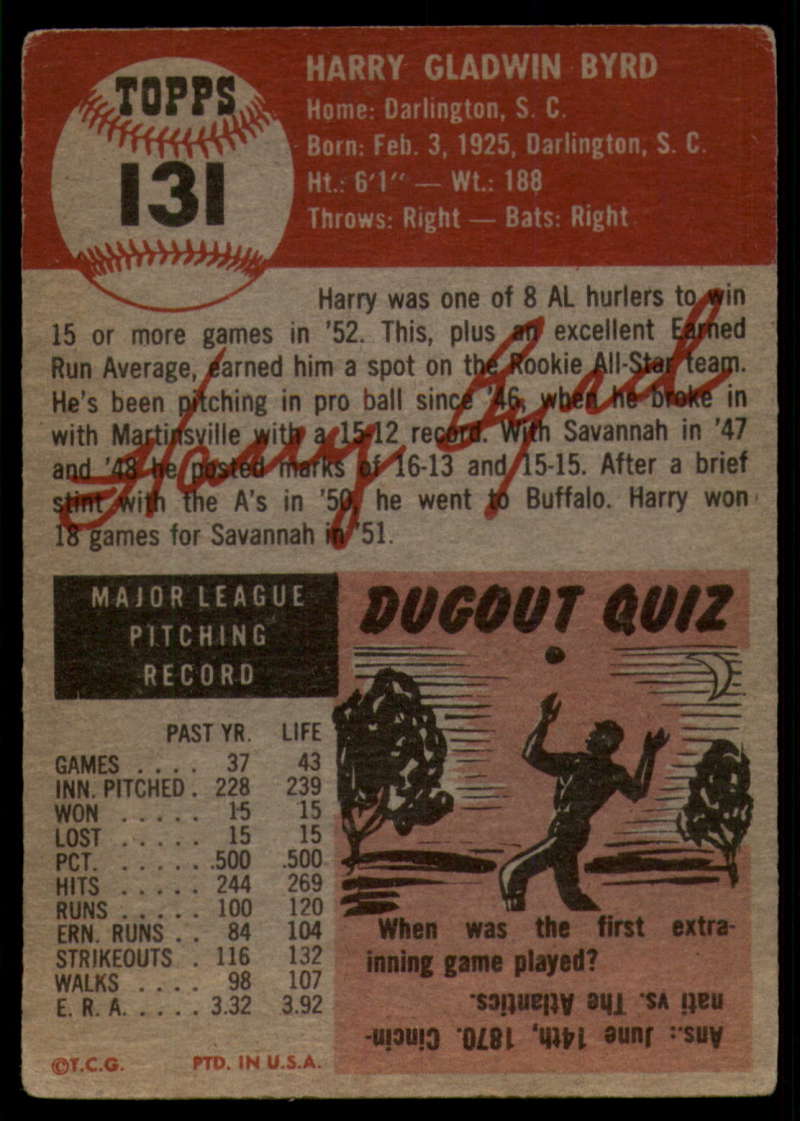 TOPPS
131
HARRY GLADWIN BYRD
Home: Darlington, S. C.
Born: Feb. 3, 1925, Darlington, S. C.
Ht.: 6'1" — Wt.: 188
Throws: Right — Bats: Right
Harry was one of 8 AL hurlers to win
15 or more games in '52. This, plus an excellent Earned
Run Average, earned him a spot on the Rookie All-Star team.
He's been pitching in pro ball since '46, when he broke in
with Martinsville with a 15-12 record. With Savannah in '47
and '48 he posted marks of 16-13 and 15-15. After a brief
stint with the A's in '50, he went to Buffalo. Harry won
18 games for Savannah in '51.
Harry Byrd
MAJOR LEAGUE
PITCHING
RECORD
PAST YR. LIFE
GAMES . . . . 37 43
INN. PITCHED . 228 239
WON . . . . . 15 15
LOST . . . . . 15 15
PCT. . . . . . .500 .500
HITS . . . . . 244 269
RUNS . . . . . 100 120
ERN. RUNS . . 84 104
STRIKEOUTS . 116 132
WALKS . . . . 98 107
E. R. A. . . . . . 3.32 3.92
©T.C.G. PTD. IN U.S.A.
DUGOUT QUIZ
When was the first extra-
inning game played?
Ans.: June 14th, 1870. Cincin-
nati vs. The Atlantics.